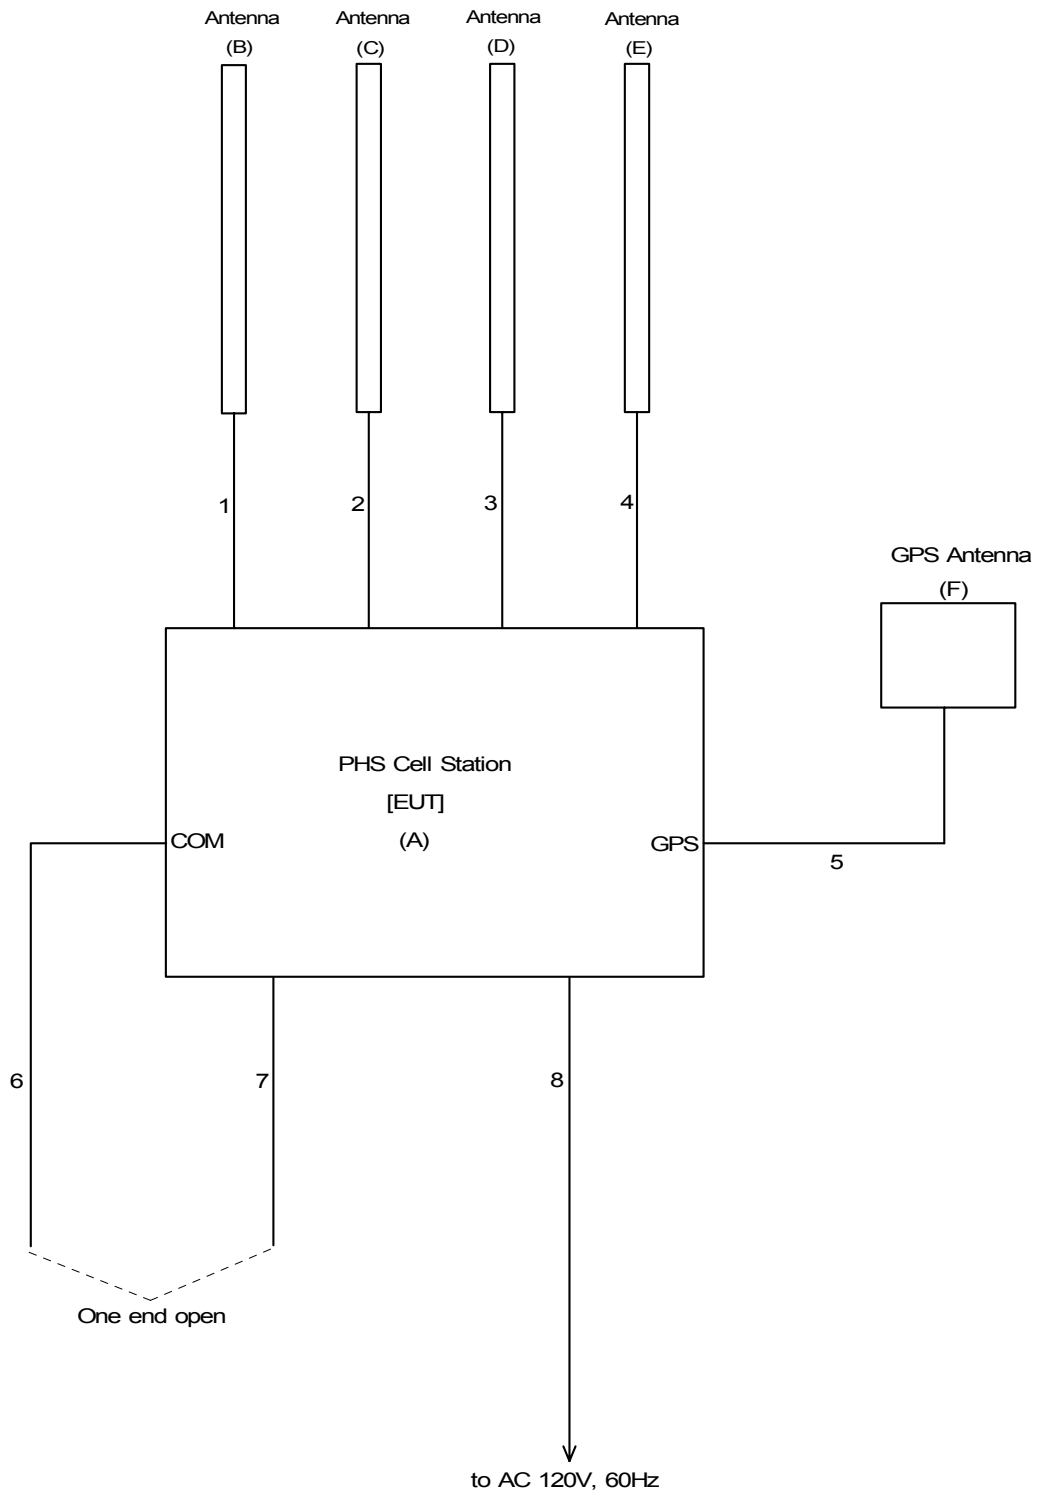 Antenna
(B)
Antenna
(C)
Antenna
(D)
Antenna
(E)
1
2
3
4
GPS Antenna
(F)
PHS Cell Station
[EUT]
(A)
COM
GPS
5
6
7
8
One end open
to AC 120V, 60Hz